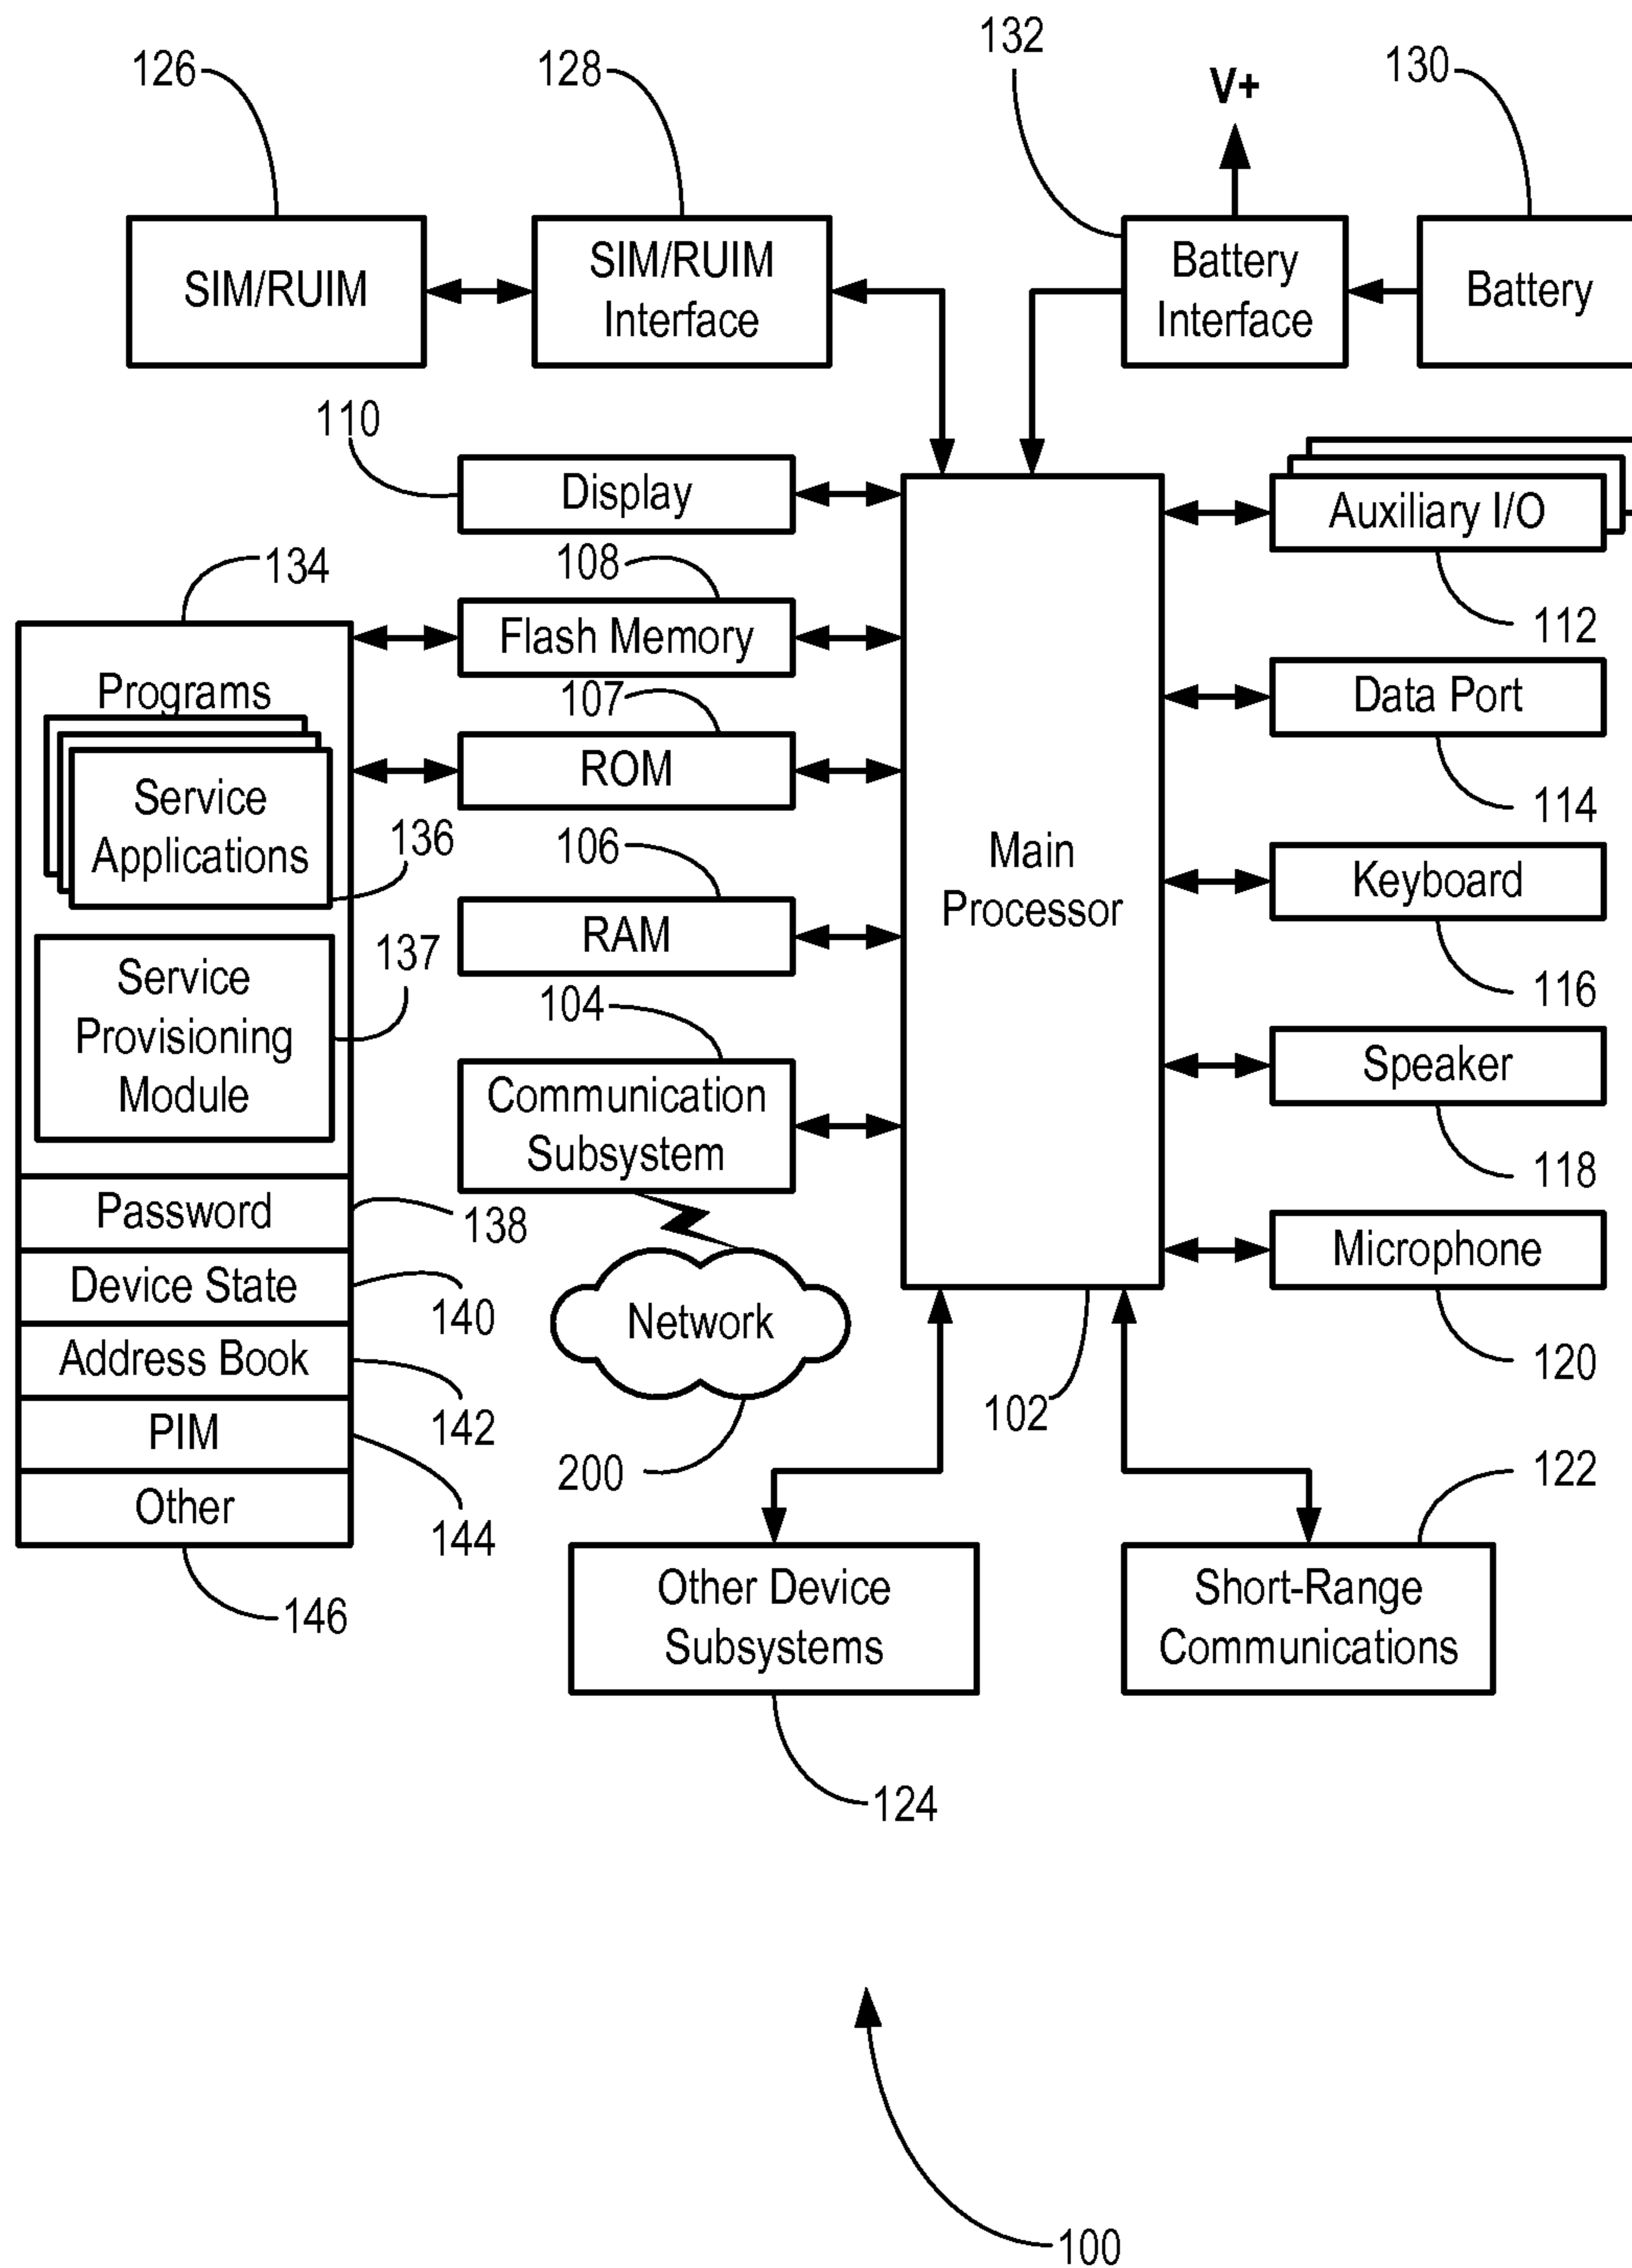 132
126
128
V+
130
SIM/RUIM
SIM/RUIM
Interface
Battery
Interface
Battery
110
Display
Auxiliary I/O
134
108
Flash Memory
112
Programs
107
Data Port
ROM
Service
Applications
136
106
114
Main
Processor
Keyboard
RAM
137
Service
Provisioning
Module
104
116
Communication
Subsystem
Speaker
118
Password
138
Microphone
Device State
140
Network
Address Book
120
142
102
PIM
200
122
Other
144
146
Other Device
Subsystems
Short-Range
Communications
124
100